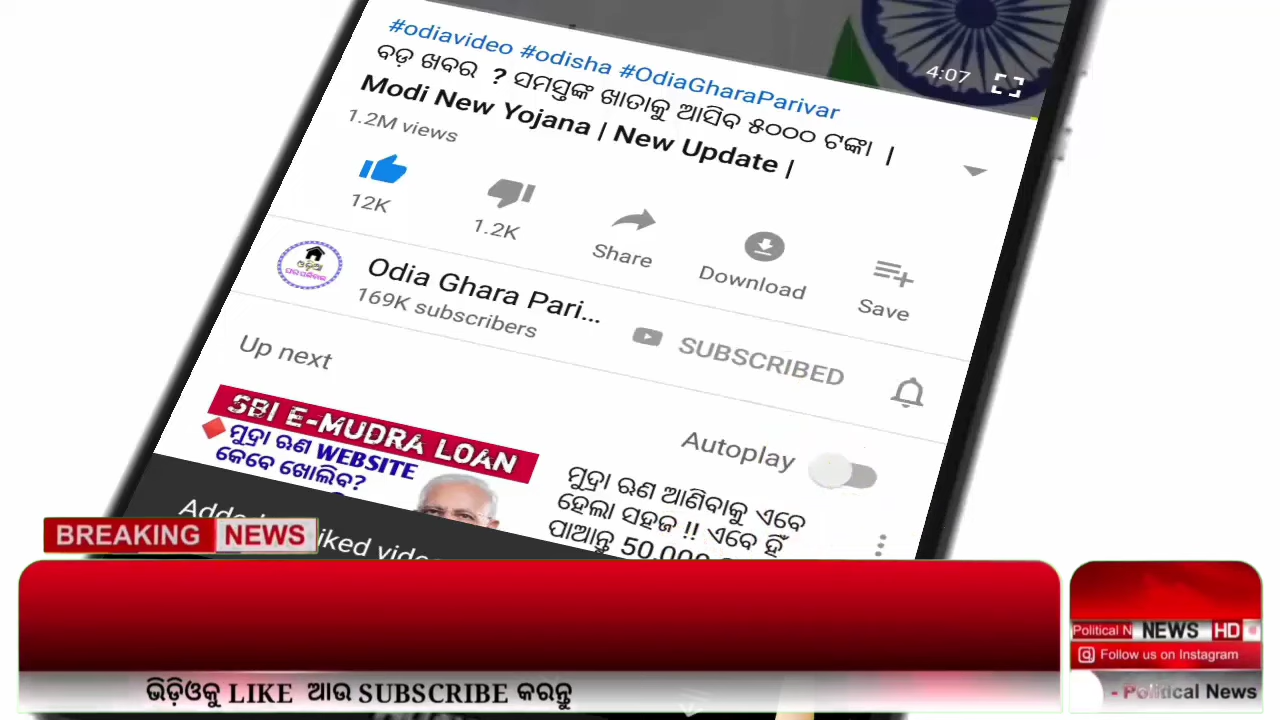 4:07
#odiavideo #odisha #OdiaGharaParivar
ବଡ଼ ଖବର ? ସମସ୍ତଙ୍କ ଖାତାକୁ ଆସିବ ୫୦୦୦ ଟଙ୍କା |
Modi New Yojana | New Update |
1.2M views
12K
1.2K
Share
Download
Save
ଓଡ଼ିଆ
Odia Ghara Pari...
169K subscribers
SUBSCRIBED
Up next
Autoplay
SBI E-MUDRA LOAN
ମୁଦ୍ରା ଋଣ WEBSITE
କେବେ ଖୋଲିବ?
ମୁଦ୍ରା ଋଣ ଆଣିବାକୁ ଏବେ
ହେଲା ସହଜ !! ଏବେ ହିଁ
ପାଆନ୍ତୁ
BREAKING NEWS
Political N NEWS HD
Follow us on Instagram
- Political News
ଭିଡ଼ିଓକୁ LIKE ଆଉ SUBSCRIBE କରନ୍ତୁ